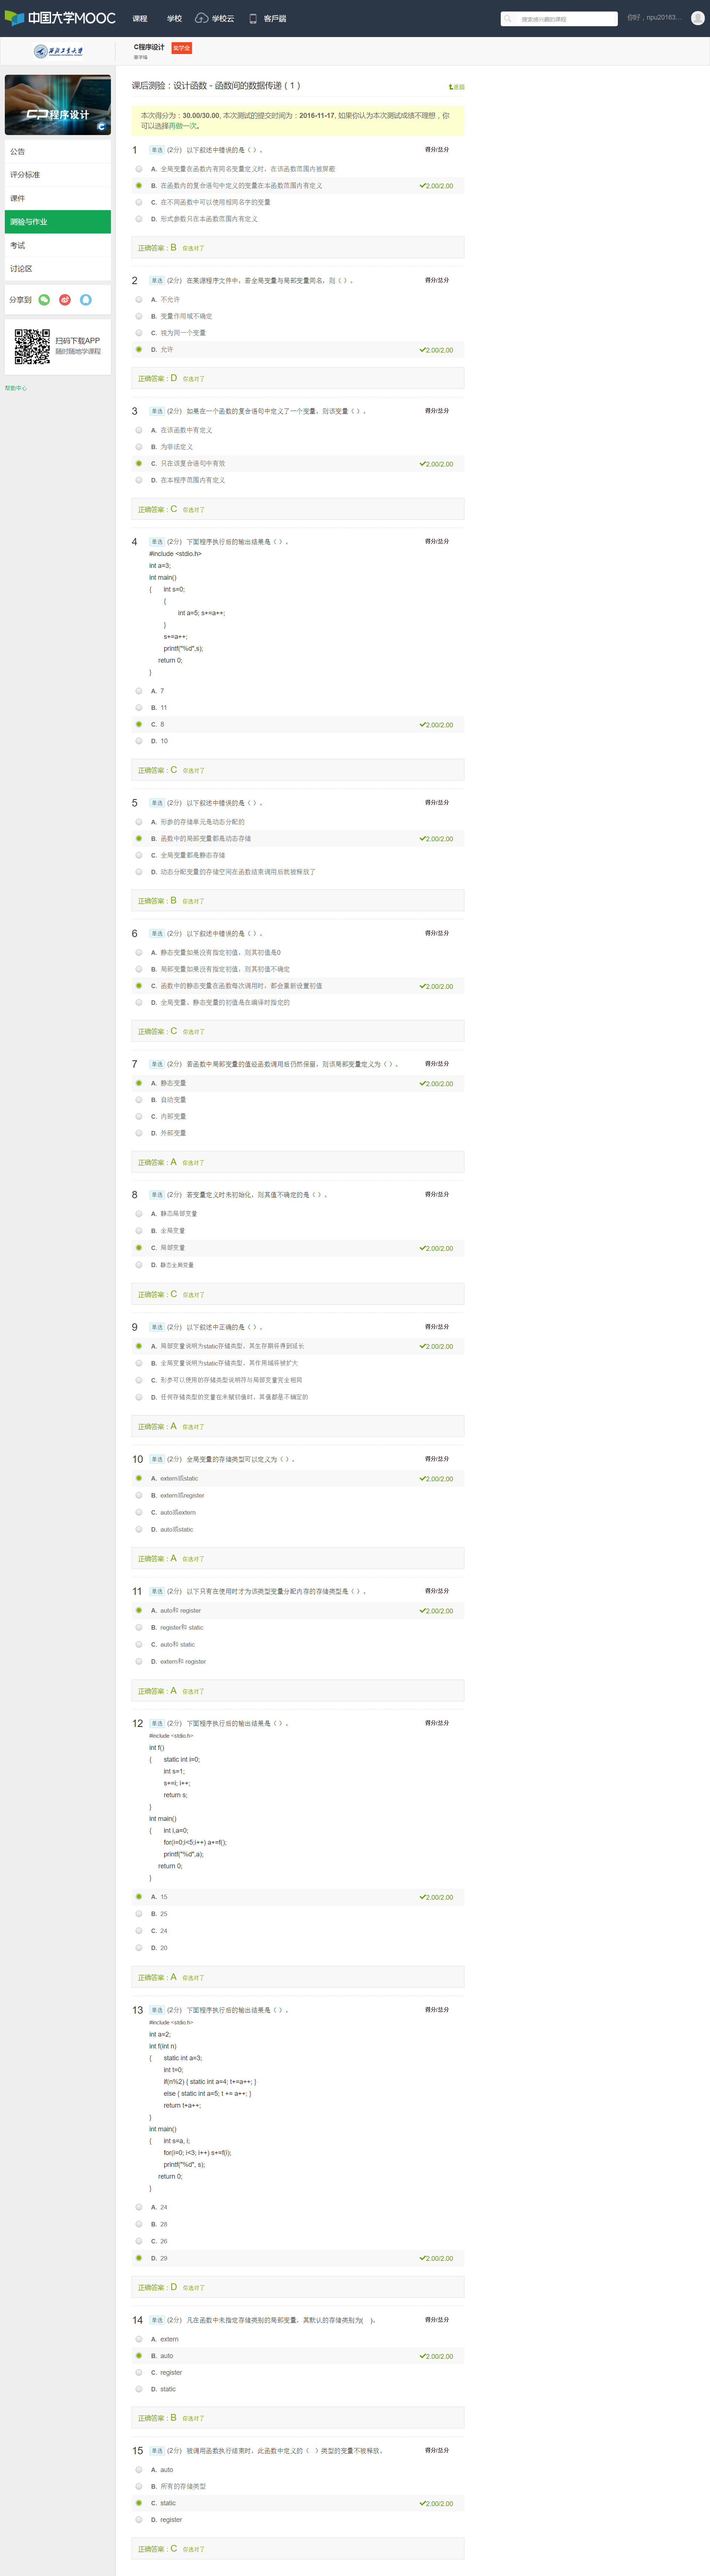 中国大学MOOC 课程 学校 学校云 客户端 搜索感兴趣的课程 你好，npu20163...
西北工业大学 C程序设计 奖学金
课后测验：设计函数 - 函数间的数据传递（1） 返回
本次得分为：30.00/30.00, 本次测试的提交时间为：2016-11-17, 如果你认为本次测试成绩不理想，你
可以选择再做一次。
C程序设计
公告
评分标准
课件
测验与作业
考试
讨论区
分享到
扫码下载APP
随时随地学课程
帮助中心
1 单选 (2分) 以下叙述中错误的是（ ）。 得分/总分
A. 全局变量在函数内有同名变量定义时，在该函数范围内被屏蔽
B. 在函数内的复合语句中定义的变量在本函数范围内有定义 2.00/2.00
C. 在不同函数中可以使用相同名字的变量
D. 形式参数只在本函数范围内有定义
正确答案：B 你选对了
2 单选 (2分) 在某源程序文件中，若全局变量与局部变量同名，则（ ）。 得分/总分
A. 不允许
B. 变量作用域不确定
C. 视为同一个变量
D. 允许 2.00/2.00
正确答案：D 你选对了
3 单选 (2分) 如果在一个函数的复合语句中定义了一个变量，则该变量（ ）。 得分/总分
A. 在该函数中有定义
B. 为非法定义
C. 只在该复合语句中有效 2.00/2.00
D. 在本程序范围内有定义
正确答案：C 你选对了
4 单选 (2分) 下面程序执行后的输出结果是（ ）。 得分/总分
#include <stdio.h>
int a=3;
int main()
{ int s=0;
{
int a=5; s+=a++;
}
s+=a++;
printf("%d",s);
return 0;
}
A. 7
B. 11
C. 8 2.00/2.00
D. 10
正确答案：C 你选对了
5 单选 (2分) 以下叙述中错误的是（ ）。 得分/总分
A. 形参的存储单元是动态分配的
B. 函数中的局部变量都是动态存储 2.00/2.00
C. 全局变量都是静态存储
D. 动态分配变量的存储空间在函数结束调用后就被释放了
正确答案：B 你选对了
6 单选 (2分) 以下叙述中错误的是（ ）。 得分/总分
A. 静态变量如果没有指定初值，则其初值是0
B. 局部变量如果没有指定初值，则其初值不确定
C. 函数中的静态变量在函数每次调用时，都会重新设置初值 2.00/2.00
D. 全局变量、静态变量的初值是在编译时指定的
正确答案：C 你选对了
7 单选 (2分) 若函数中局部变量的值经函数调用后仍然保留，则该局部变量定义为（ ）。 得分/总分
A. 静态变量 2.00/2.00
B. 自动变量
C. 内部变量
D. 外部变量
正确答案：A 你选对了
8 单选 (2分) 若变量定义时未初始化，则其值不确定的是（ ）。 得分/总分
A. 静态局部变量
B. 全局变量
C. 局部变量 2.00/2.00
D. 静态全局变量
正确答案：C 你选对了
9 单选 (2分) 以下叙述中正确的是（ ）。 得分/总分
A. 局部变量说明为static存储类型，其生存期将得到延长 2.00/2.00
B. 全局变量说明为static存储类型，其作用域将被扩大
C. 形参可以使用的存储类型说明符与局部变量完全相同
D. 任何存储类型的变量在未赋初值时，其值都是不确定的
正确答案：A 你选对了
10 单选 (2分) 全局变量的存储类型可以定义为（ ）。 得分/总分
A. extern或static 2.00/2.00
B. extern或register
C. auto或extern
D. auto或static
正确答案：A 你选对了
11 单选 (2分) 以下只有在使用时才为该类型变量分配内存的存储类型是（ ）。 得分/总分
A. auto和 register 2.00/2.00
B. register和 static
C. auto和 static
D. extern和 register
正确答案：A 你选对了
12 单选 (2分) 下面程序执行后的输出结果是（ ）。 得分/总分
#include <stdio.h>
int f()
{ static int i=0;
int s=1;
s+=i; i++;
return s;
}
int main()
{ int i,a=0;
for(i=0;i<5;i++) a+=f();
printf("%d",a);
return 0;
}
A. 15 2.00/2.00
B. 25
C. 24
D. 20
正确答案：A 你选对了
13 单选 (2分) 下面程序执行后的输出结果是（ ）。 得分/总分
#include <stdio.h>
int a=2;
int f(int n)
{ static int a=3;
int t=0;
if(n%2) { static int a=4; t+=a++; }
else { static int a=5; t += a++; }
return t+a++;
}
int main()
{ int s=a, i;
for(i=0; i<3; i++) s+=f(i);
printf("%d", s);
return 0;
}
A. 24
B. 28
C. 26
D. 29 2.00/2.00
正确答案：D 你选对了
14 单选 (2分) 凡在函数中未指定存储类别的局部变量，其默认的存储类别为( )。 得分/总分
A. extern
B. auto 2.00/2.00
C. register
D. static
正确答案：B 你选对了
15 单选 (2分) 被调用函数执行结束时，此函数中定义的（ ）类型的变量不被释放。 得分/总分
A. auto
B. 所有的存储类型
C. static 2.00/2.00
D. register
正确答案：C 你选对了